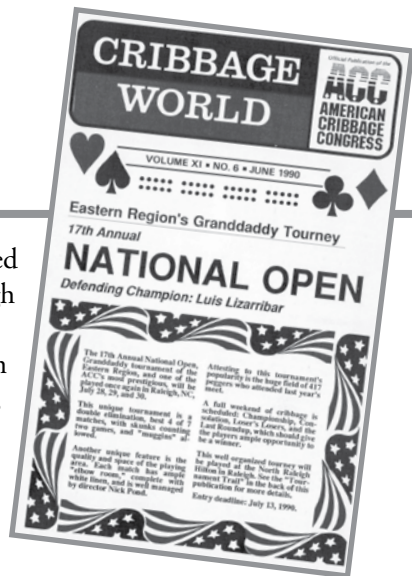 CRIBBAGE
WORLD
Official Publication of the
ACC
AMERICAN
CRIBBAGE
CONGRESS
VOLUME XI • NO. 6 • JUNE 1990
Eastern Region's Granddaddy Tourney
17th Annual
NATIONAL OPEN
Defending Champion: Luis Lizarribar
The 17th Annual National Open,
Granddaddy tournament of the
Eastern Region, and one of the
ACC's most prestigious, will be
played once again in Raleigh, NC,
July 28, 29, and 30.
This unique tournament is a
double elimination, best 4 of 7
matches, with skunks counting
two games, and "muggins" al-
lowed.
Another unique feature is the
quality and space of the playing
area. Each match has ample
"elbow room," complete with
white linen, and is well managed
by director Nick Pond.
Attesting to this tournament's
popularity is the huge field of 417
peggers who attended last year's
meet.
A full weekend of cribbage is
scheduled: Championship, Con-
solation, Loser's Losers, and the
Last Roundup, which should give
the players ample opportunity to
be a winner.
This well organized tourney will
be played at the North Raleigh
Hilton in Raleigh. See the "Tour-
nament Trail" in the back of this
publication for more details.
Entry deadline: July 13, 1990.